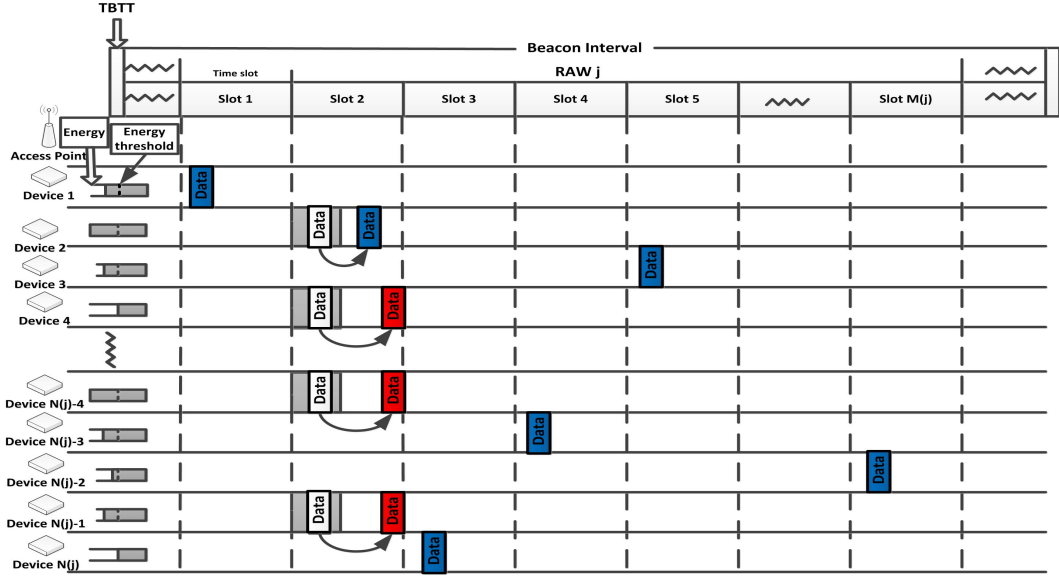 TBTT
Beacon Interval
Time slot
RAW j
Slot 1
Slot 2
Slot 3
Slot 4
Slot 5
Slot M(j)
Energy
Energy
threshold
Access Point
Device 1
Data
Device 2
Data
Data
Device 3
Data
Device 4
Data
Data
Device N(j)-4
Data
Data
Device N(j)-3
Data
Device N(j)-2
Data
Device N(j)-1
Data
Data
Device N(j)
Data